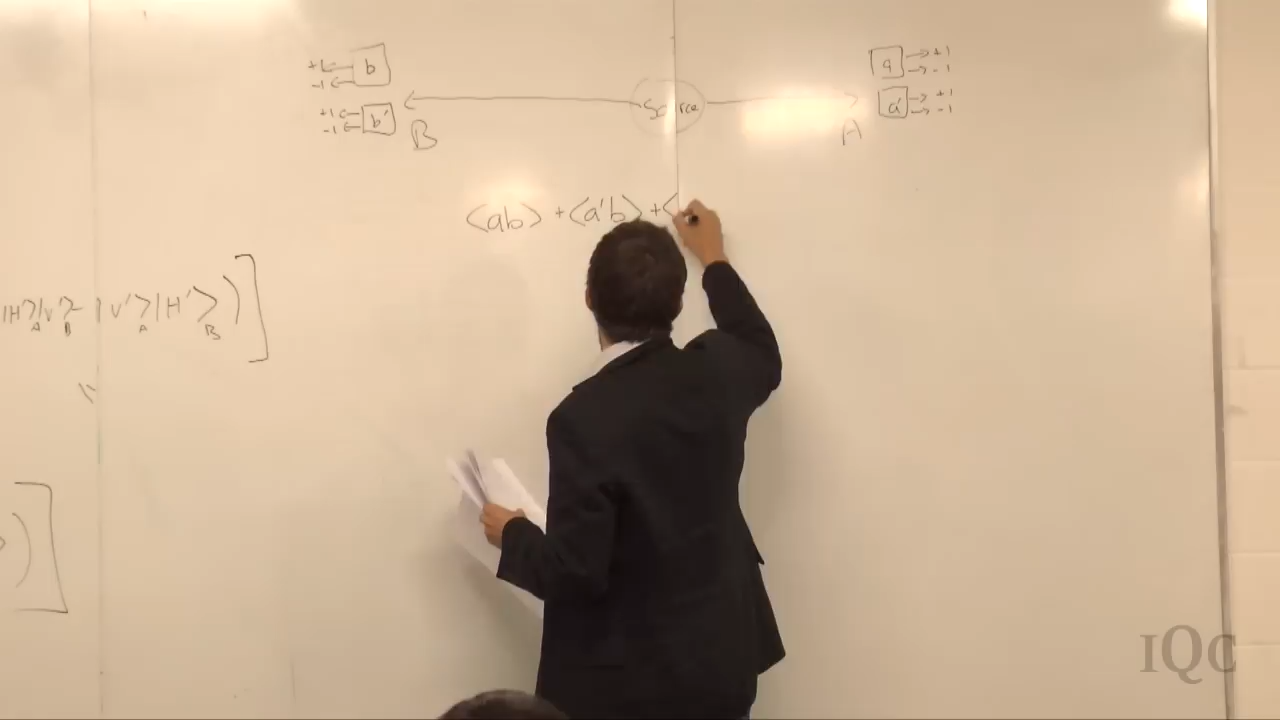 +1 b
-1
+1 b'
-1
B
Source
A
a +1
-1
a' +1
-1
<ab> + <a'b> + <
|H'>|V'> - |V'>|H'>)]
A B A B
)]
IQC